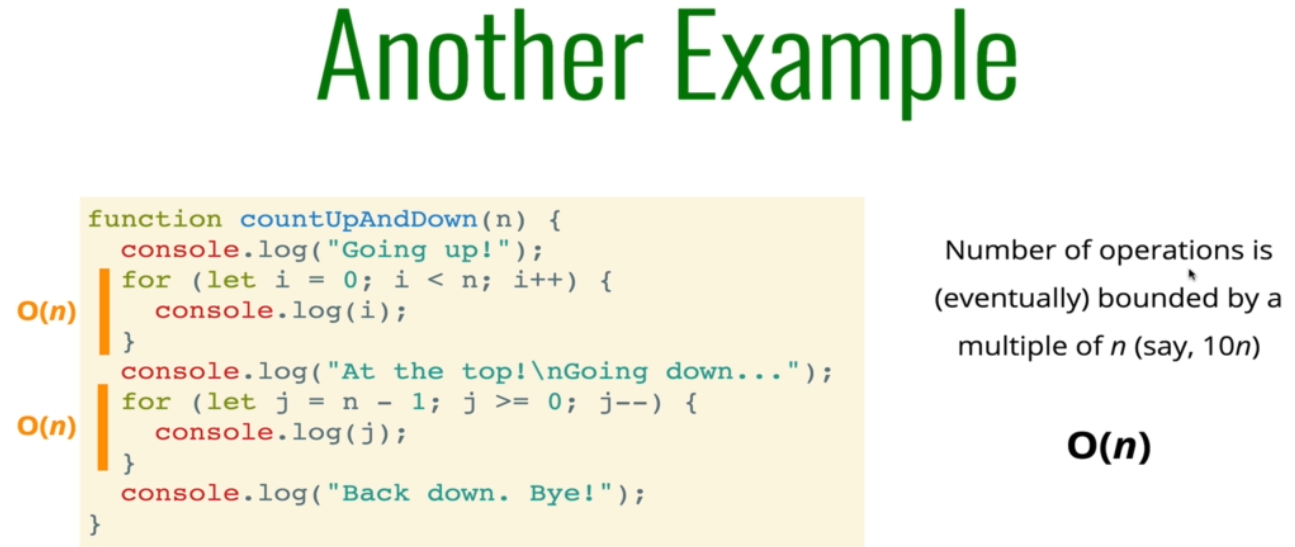 Another Example
function countUpAndDown(n) {
console.log("Going up!");
for (let i = 0; i < n; i++) {
console.log(i);
}
console.log("At the top!\nGoing down...");
for (let j = n - 1; j >= 0; j--) {
console.log(j);
}
console.log("Back down. Bye!");
}
O(n)
O(n)
Number of operations is
(eventually) bounded by a
multiple of n (say, 10n)
O(n)